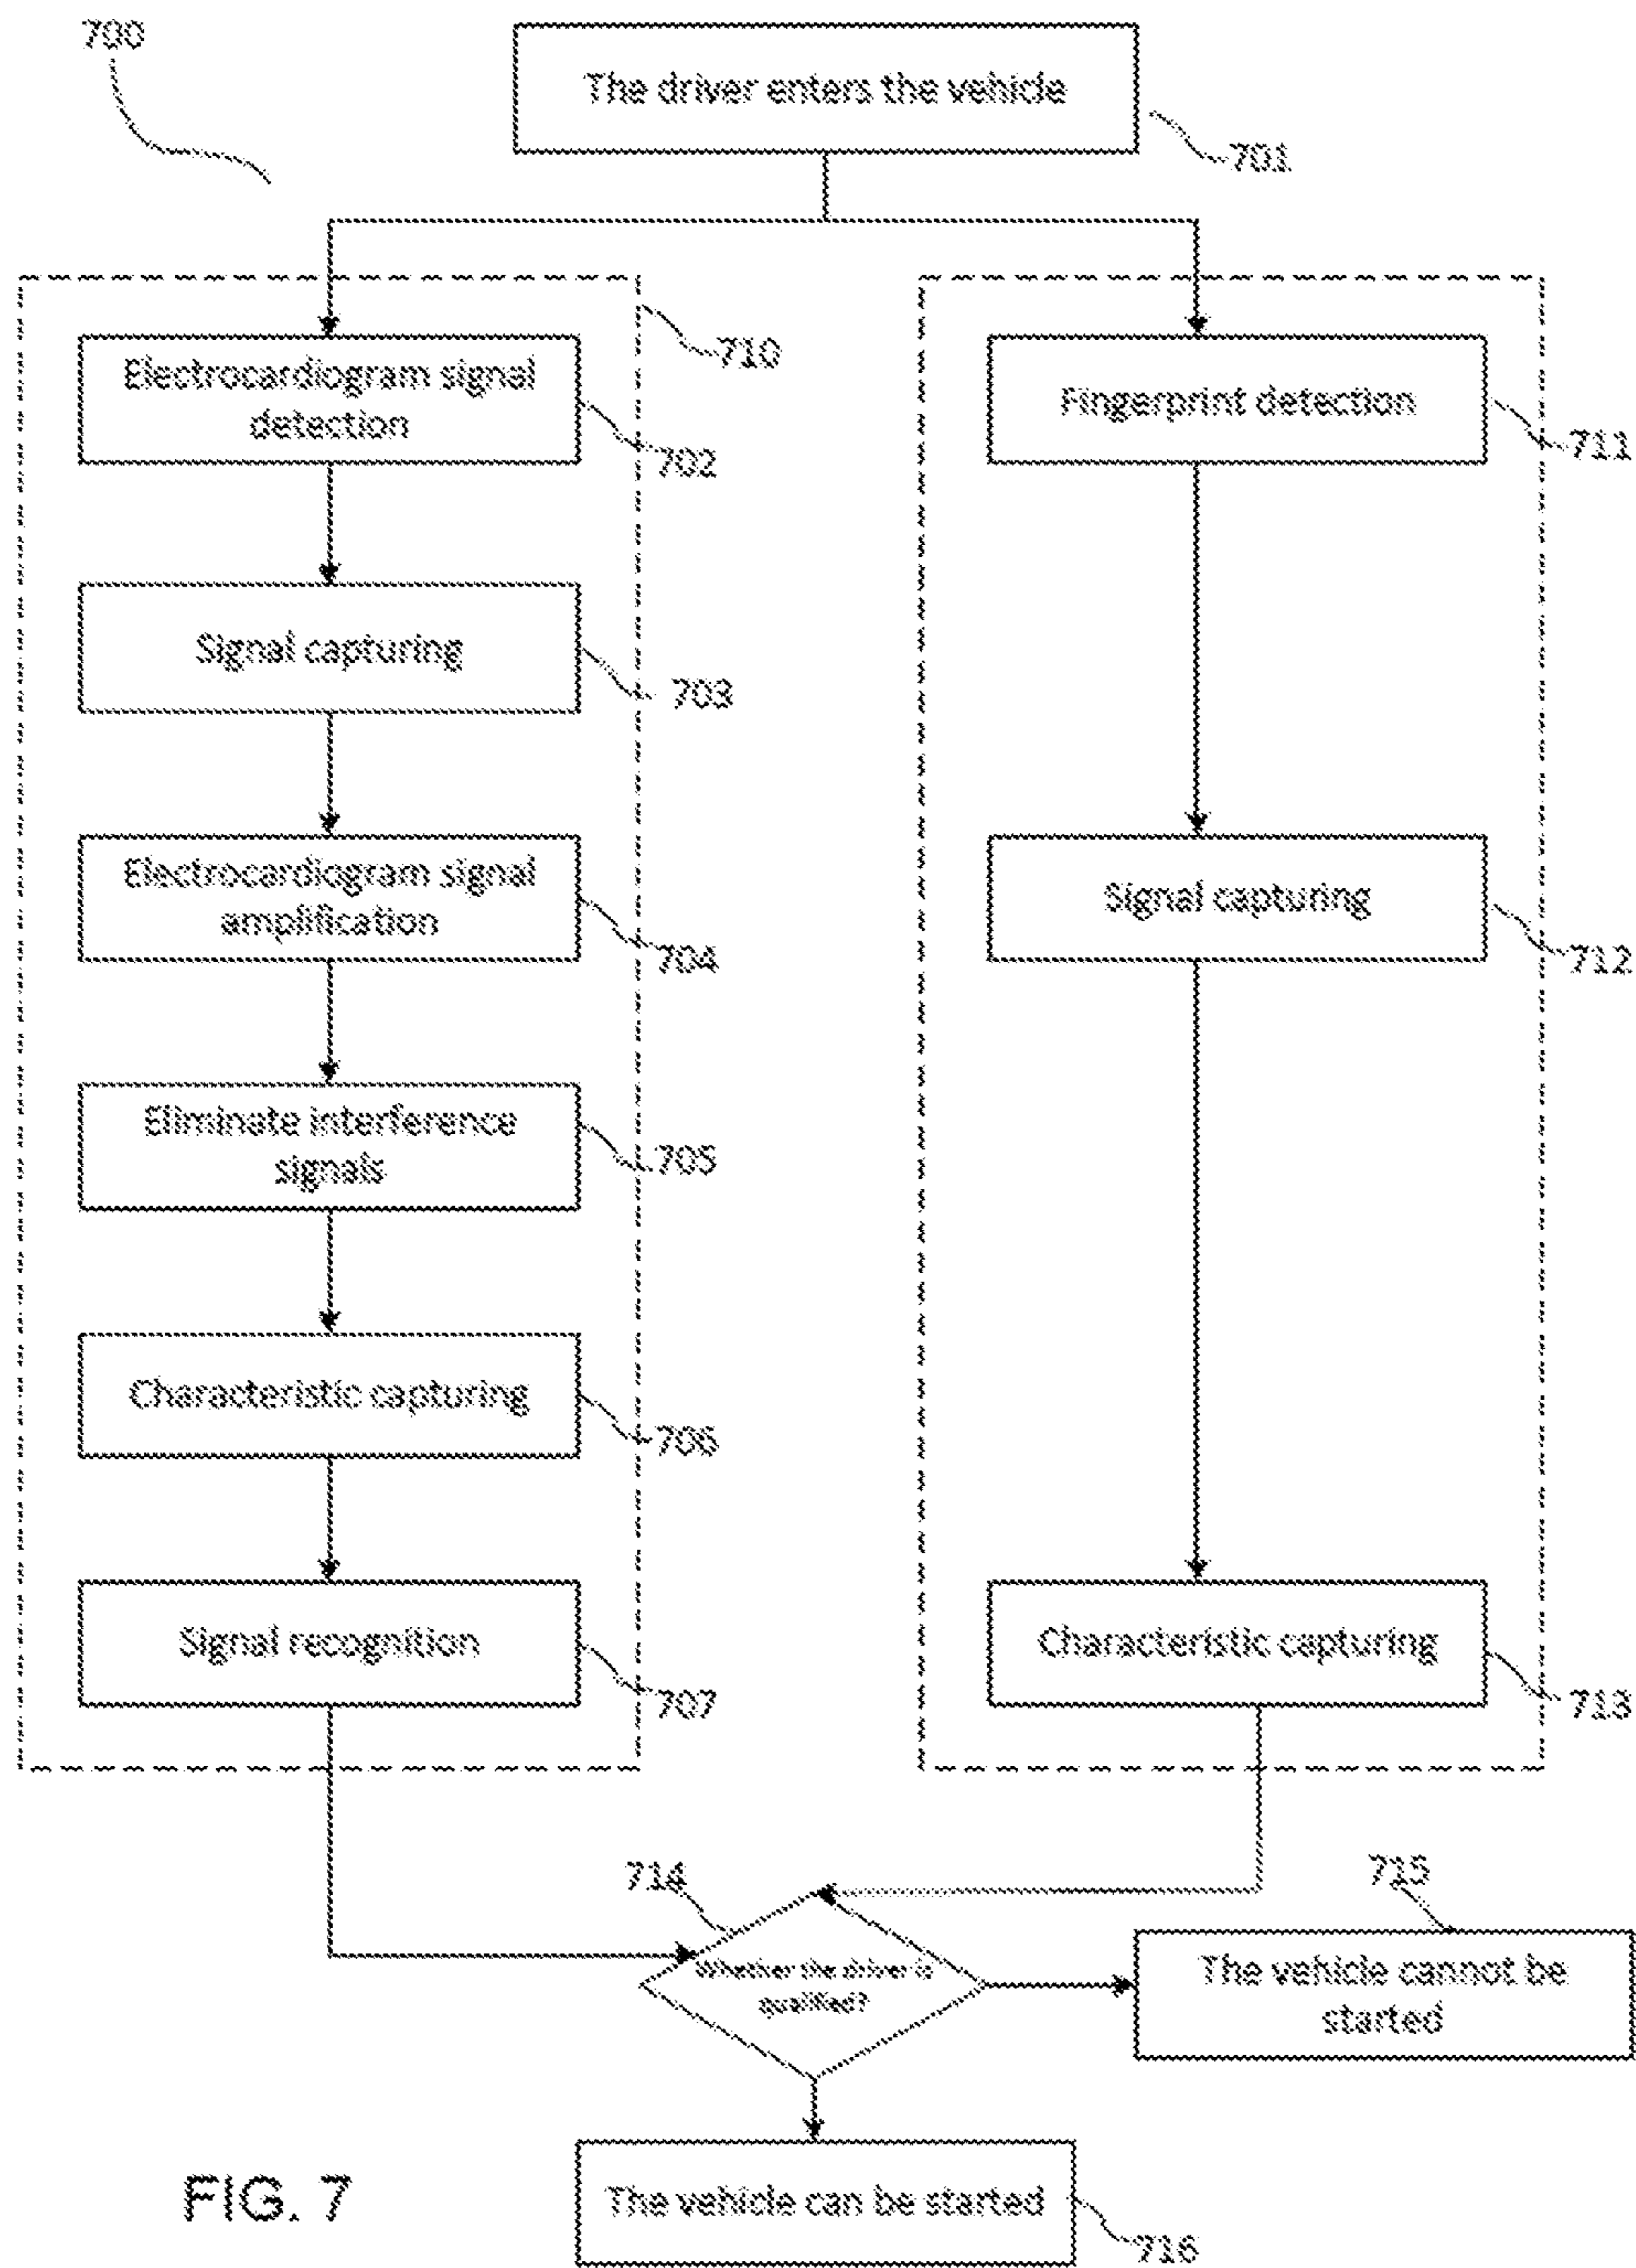 700
The driver enters the vehicle
701
710
Electrocardiogram signal
detection
702
Fingerprint detection
711
Signal capturing
703
Electrocardiogram signal
amplification
704
Signal capturing
712
Eliminate interference
signals
705
Characteristic capturing
706
Signal recognition
707
Characteristic capturing
713
714
715
Whether the driver is
qualified?
The vehicle cannot be
started
The vehicle can be started
716
FIG. 7